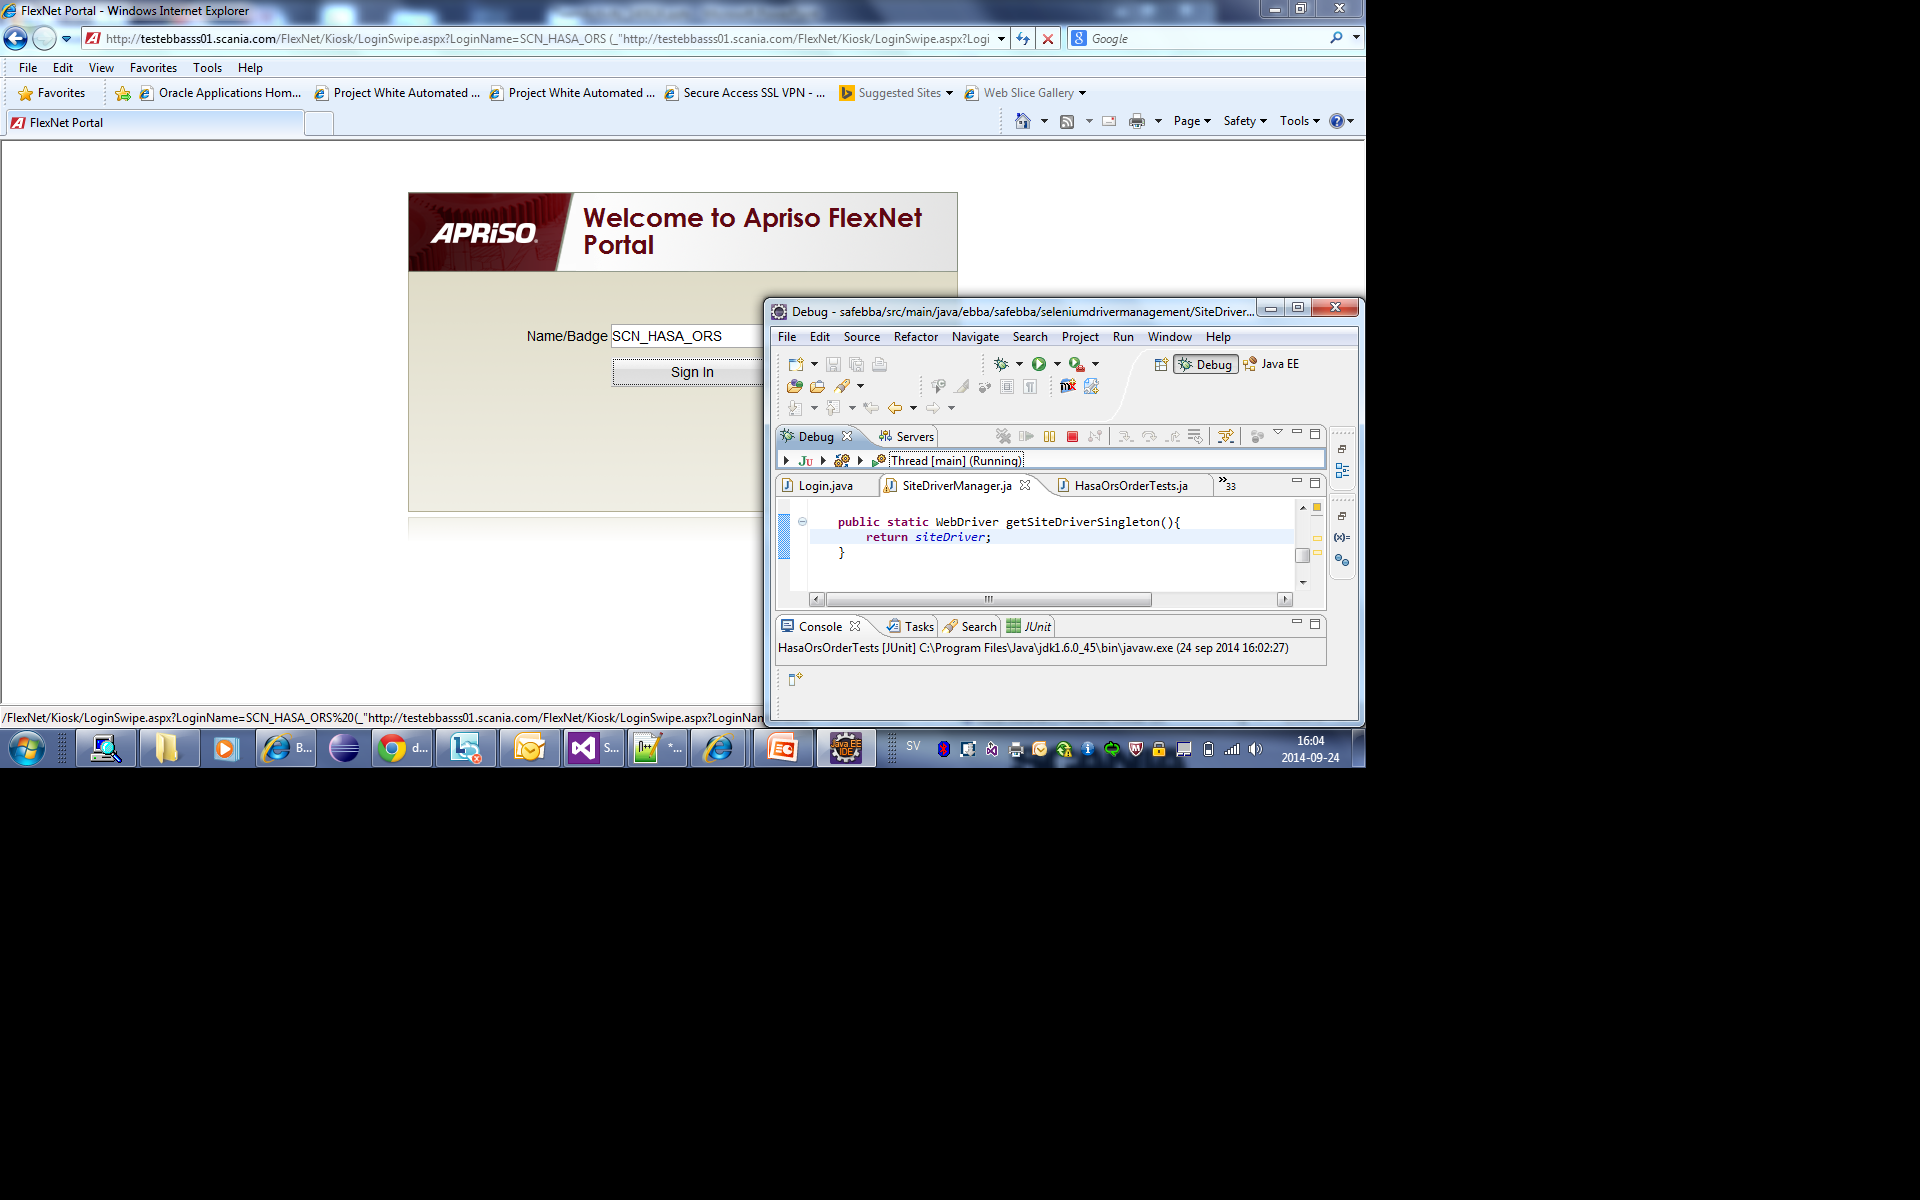 FlexNet Portal - Windows Internet Explorer
http://testebbasss01.scania.com/FlexNet/Kiosk/LoginSwipe.aspx?LoginName=SCN_HASA_ORS (_"http://testebbasss01.scania.com/FlexNet/Kiosk/LoginSwipe.aspx?Logi
Google
File Edit View Favorites Tools Help
Favorites Oracle Applications Hom... Project White Automated ... Project White Automated ... Secure Access SSL VPN - ... Suggested Sites Web Slice Gallery
FlexNet Portal
Page Safety Tools
APRISO
Welcome to Apriso FlexNet
Portal
Name/Badge SCN_HASA_ORS
Sign In
Debug - safebba/src/main/java/ebba/safebba/seleniumdrivermanagement/SiteDriver...
File Edit Source Refactor Navigate Search Project Run Window Help
Debug Java EE
Debug Servers
Ju Thread [main] (Running)
Login.java SiteDriverManager.ja HasaOrsOrderTests.ja »33
public static WebDriver getSiteDriverSingleton(){
return siteDriver;
}
(x)=
Console Tasks Search JUnit
HasaOrsOrderTests [JUnit] C:\Program Files\Java\jdk1.6.0_45\bin\javaw.exe (24 sep 2014 16:02:27)
/FlexNet/Kiosk/LoginSwipe.aspx?LoginName=SCN_HASA_ORS%20(_"http://testebbasss01.scania.com/FlexNet/Kiosk/LoginSwipe.aspx?LoginNam
B... d... S... *... Java EE IDE SV 16:04
2014-09-24